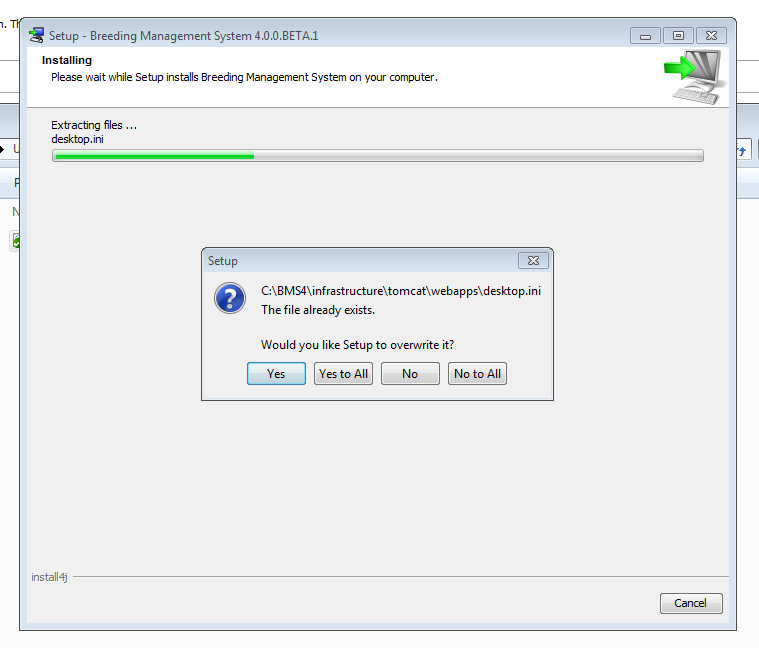 n. Th
Setup - Breeding Management System 4.0.0.BETA.1
Installing
Please wait while Setup installs Breeding Management System on your computer.
Extracting files ...
desktop.ini
Setup
C:\BMS4\infrastructure\tomcat\webapps\desktop.ini
The file already exists.
Would you like Setup to overwrite it?
Yes
Yes to All
No
No to All
install4j
Cancel